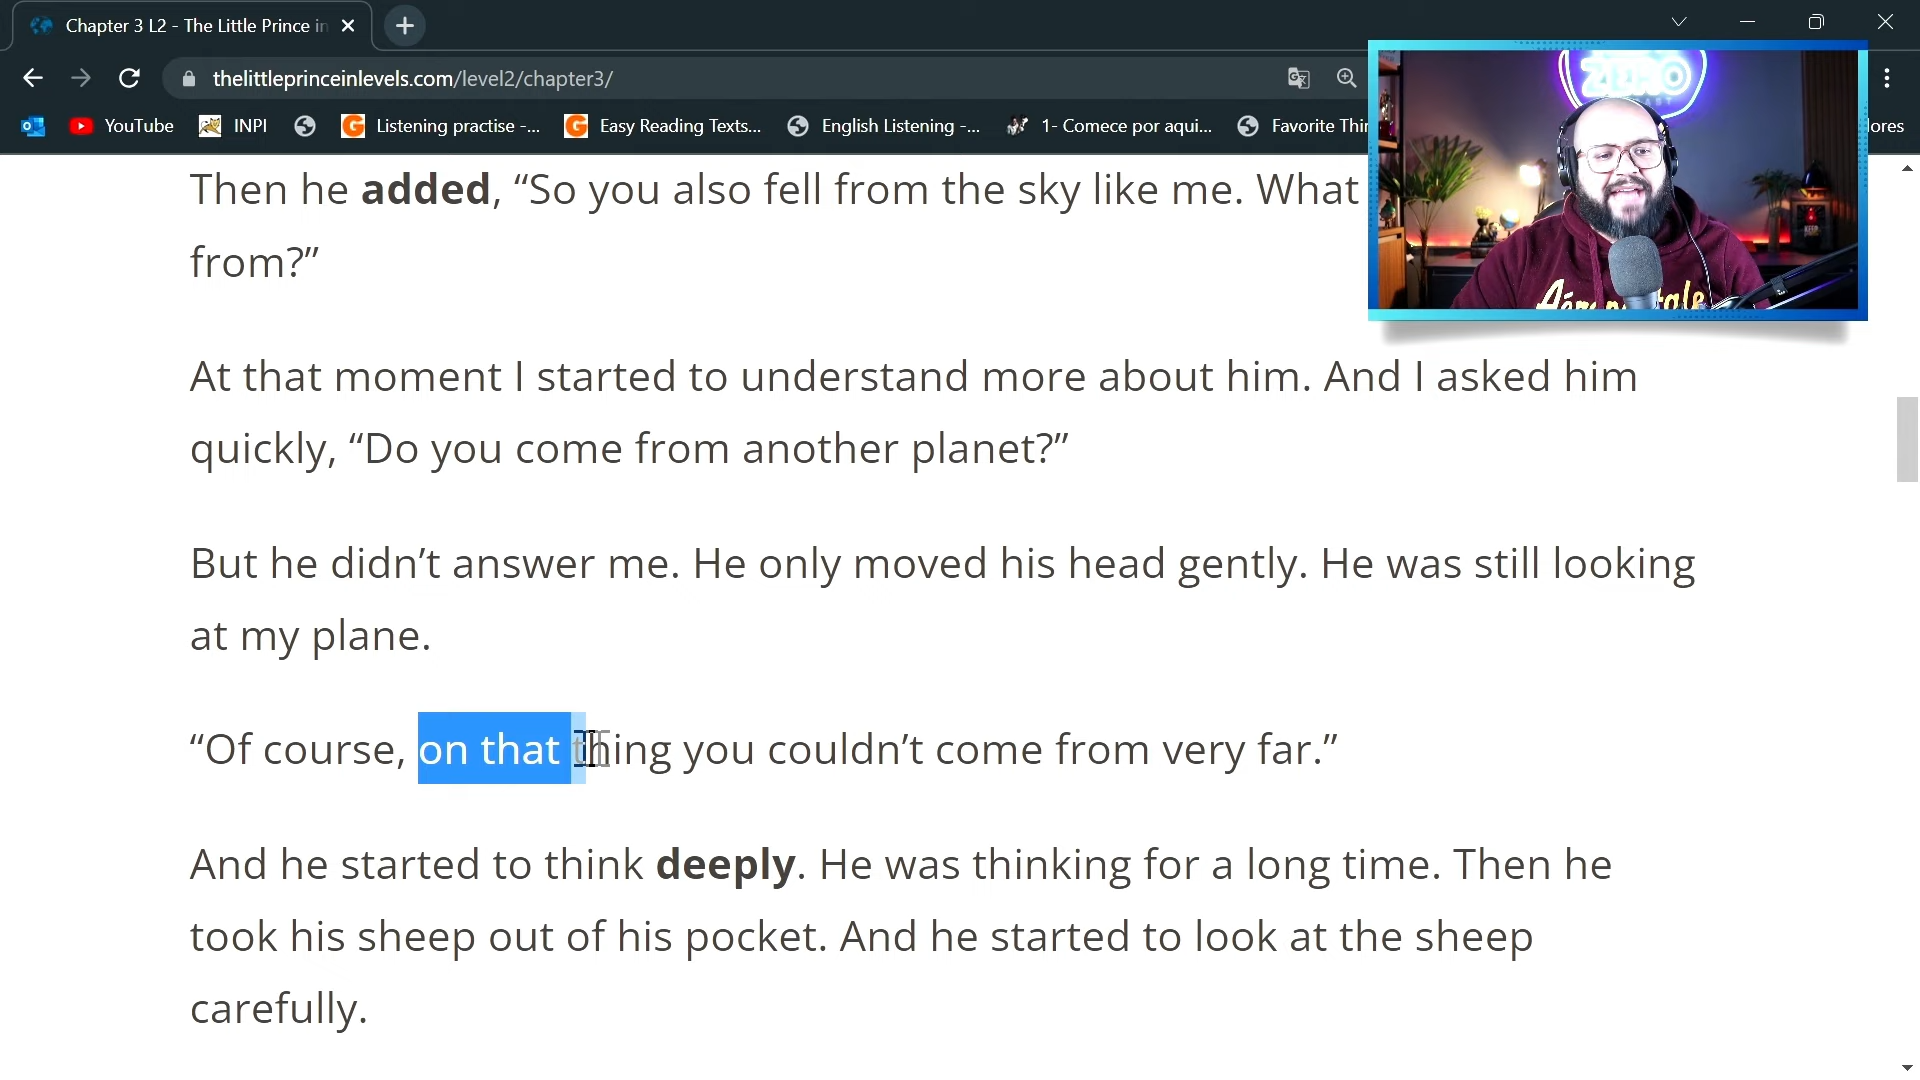 Chapter 3 L2 - The Little Prince in
thelittleprinceinlevels.com/level2/chapter3/
YouTube INPI Listening practise -... Easy Reading Texts... English Listening -... 1- Comece por aqui... Favorite Thi lores
ZERO
Then he added, “So you also fell from the sky like me. What
from?”
At that moment I started to understand more about him. And I asked him
quickly, “Do you come from another planet?”
But he didn’t answer me. He only moved his head gently. He was still looking
at my plane.
“Of course, on that thing you couldn’t come from very far.”
And he started to think deeply. He was thinking for a long time. Then he
took his sheep out of his pocket. And he started to look at the sheep
carefully.